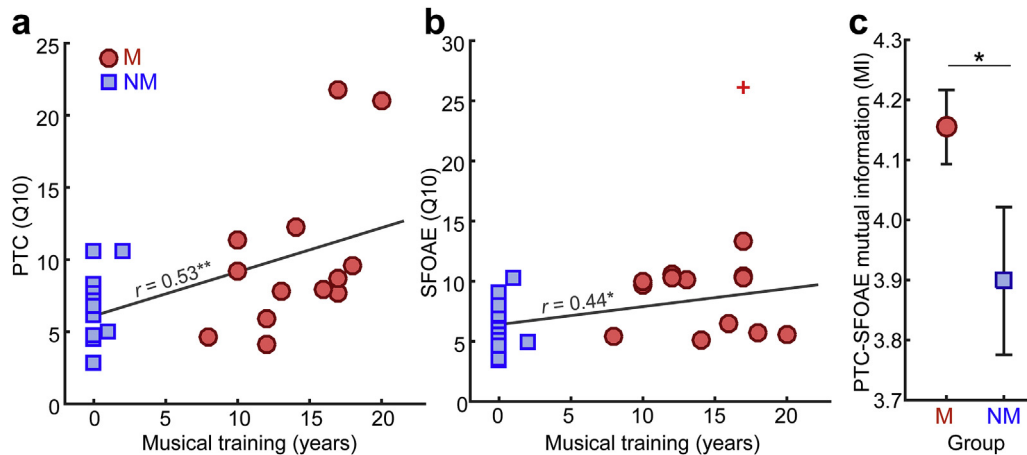 a
25
20
15
10
5
0
PTC (Q10)
M
NM
r = 0.53**
0
5
10
15
20
Musical training (years)
b
30
25
20
15
10
5
0
SFOAE (Q10)
r = 0.44*
0
5
10
15
20
Musical training (years)
c
4.3
4.2
4.1
4.0
3.9
3.8
3.7
PTC-SFOAE mutual information (MI)
*
M
NM
Group